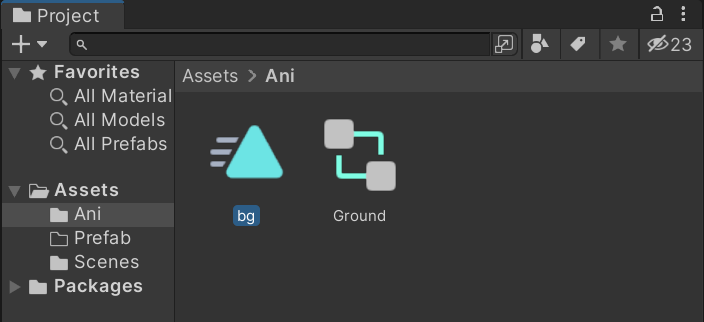 Project
23
Favorites
All Material
All Models
All Prefabs
Assets
Ani
Prefab
Scenes
Packages
Assets > Ani
bg
Ground